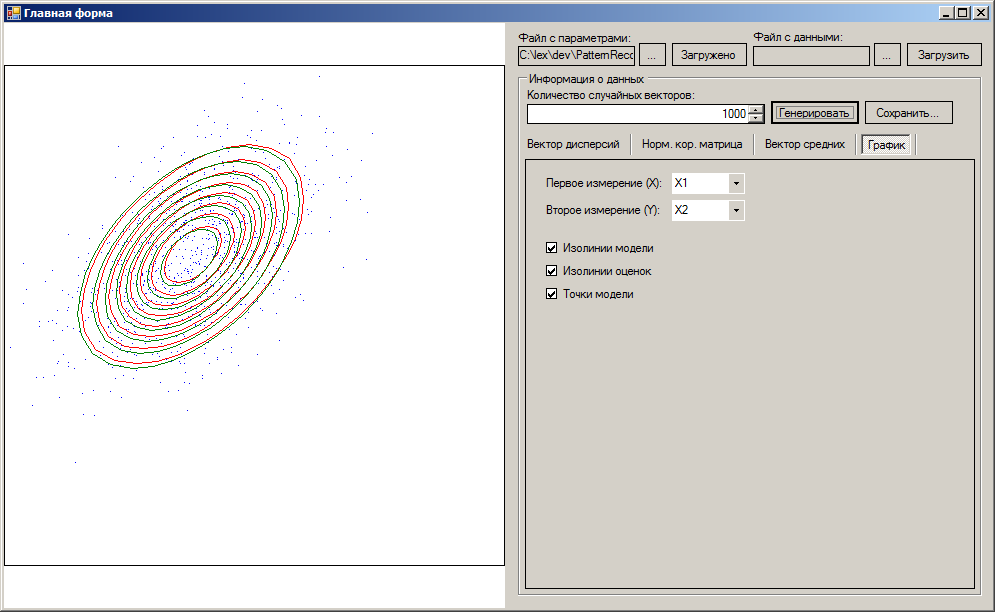 Главная форма
Файл с параметрами:
Файл с данными:
C:\lex\dev\PatternReco
...
Загружено
...
Загрузить
Информация о данных
Количество случайных векторов:
1000
Генерировать
Сохранить...
Вектор дисперсий
Норм. кор. матрица
Вектор средних
График
Первое измерение (X):
X1
Второе измерение (Y):
X2
Изолинии модели
Изолинии оценок
Точки модели